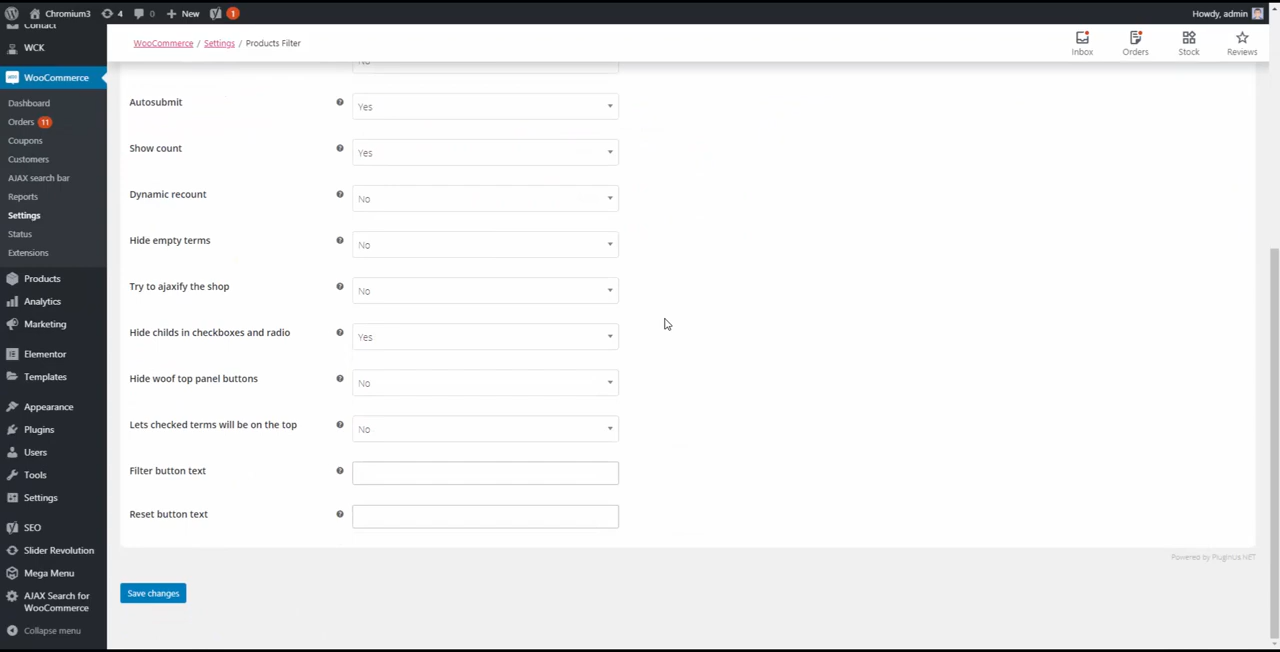 Chromium3 4 0 New 1 Howdy, admin
Contact
WCK
WooCommerce
Dashboard
Orders 11
Coupons
Customers
AJAX search bar
Reports
Settings
Status
Extensions
Products
Analytics
Marketing
Elementor
Templates
Appearance
Plugins
Users
Tools
Settings
SEO
Slider Revolution
Mega Menu
AJAX Search for
WooCommerce
Collapse menu
WooCommerce / Settings / Products Filter
Inbox Orders Stock Reviews
No
Autosubmit Yes
Show count Yes
Dynamic recount No
Hide empty terms No
Try to ajaxify the shop No
Hide childs in checkboxes and radio Yes
Hide woof top panel buttons No
Lets checked terms will be on the top No
Filter button text
Reset button text
Powered by PluginUs.NET
Save changes